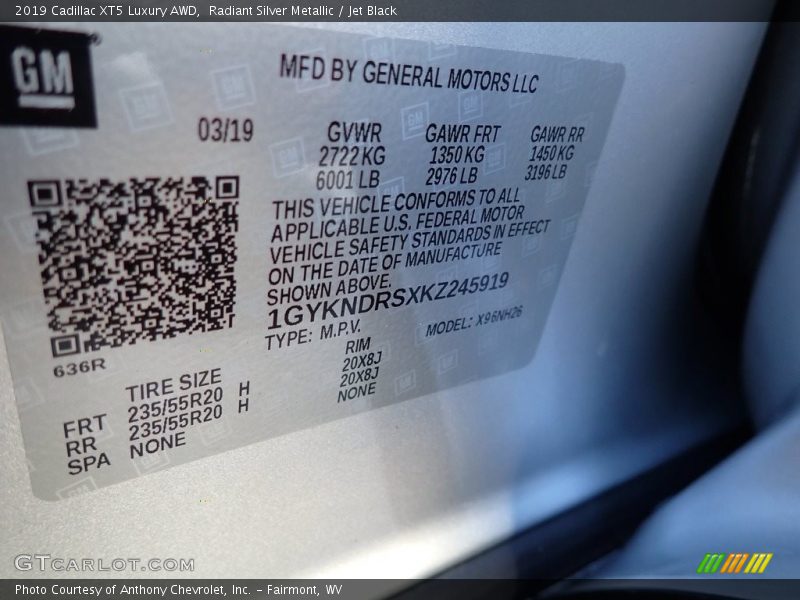 2019 Cadillac XT5 Luxury AWD,  Radiant Silver Metallic / Jet Black
GM
MFD BY GENERAL MOTORS LLC
03/19 GVWR GAWR FRT GAWR RR
2722 KG 1350 KG 1450 KG
6001 LB 2976 LB 3196 LB
THIS VEHICLE CONFORMS TO ALL
APPLICABLE U.S. FEDERAL MOTOR
VEHICLE SAFETY STANDARDS IN EFFECT
ON THE DATE OF MANUFACTURE
SHOWN ABOVE.
1GYKNDRSXKZ245919
TYPE: M.P.V. MODEL: X96NH26
636R
TIRE SIZE RIM
FRT 235/55R20 H 20X8J
RR 235/55R20 H 20X8J
SPA NONE NONE
GTCARLOT.COM
Photo Courtesy of Anthony Chevrolet, Inc. – Fairmont, WV